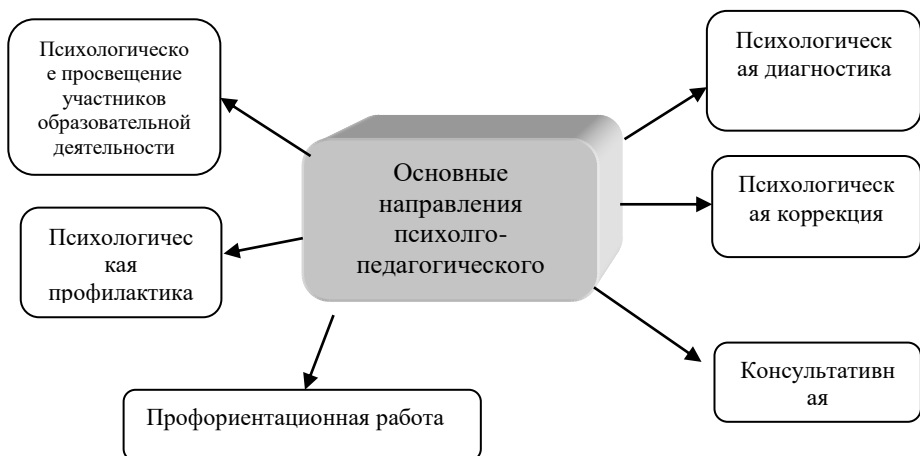 Психологическо
е просвещение
участников
образовательной
деятельности
Психологичес
кая
профилактика
Основные
направления
психолго-
педагогического
Психологическ
ая диагностика
Психологическ
ая коррекция
Консультативн
ая
Профориентационная работа